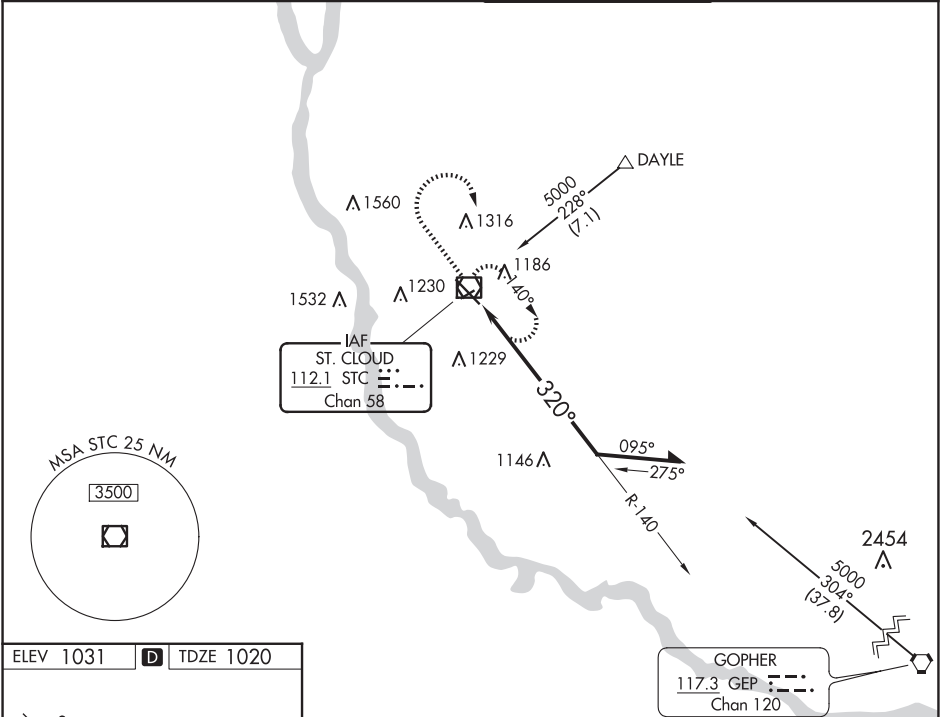 DAYLE
5000
228°
(7.1)
1560
1316
1186
140°
1230
1532
IAF
ST. CLOUD
112.1 STC
Chan 58
1229
320°
1146
095°
275°
R-140
MSA STC 25 NM
3500
2454
5000
304°
(37.8)
ELEV 1031 D TDZE 1020
GOPHER
117.3 GEP
Chan 120